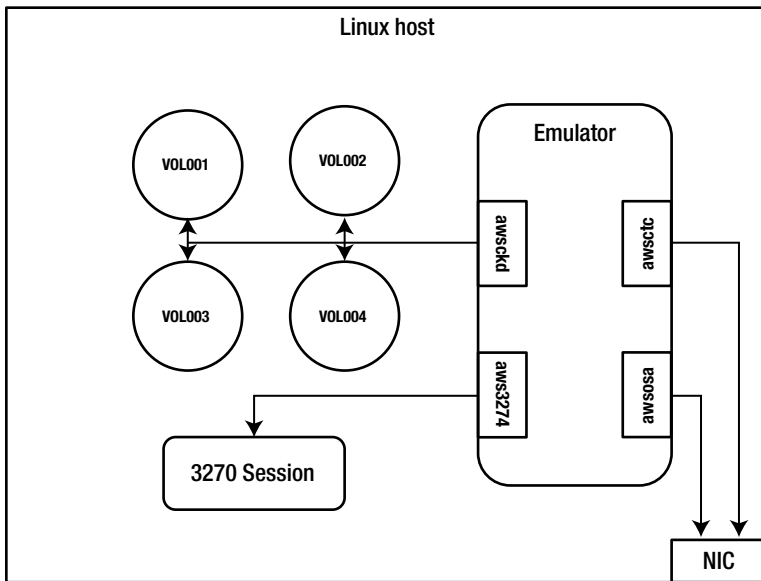 Linux host
Emulator
VOL001
VOL002
awsckd
awsctc
VOL003
VOL004
aws3274
awsosa
3270 Session
NIC